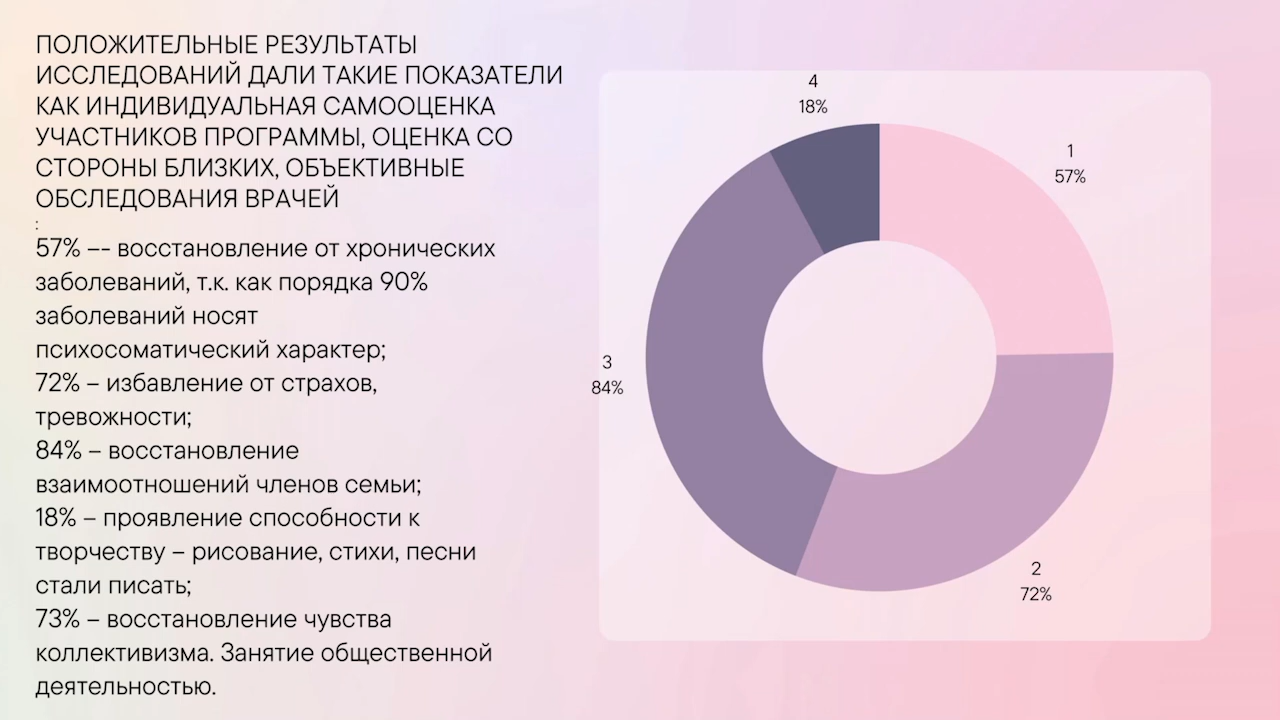 ПОЛОЖИТЕЛЬНЫЕ РЕЗУЛЬТАТЫ
ИССЛЕДОВАНИЙ ДАЛИ ТАКИЕ ПОКАЗАТЕЛИ
КАК ИНДИВИДУАЛЬНАЯ САМООЦЕНКА
УЧАСТНИКОВ ПРОГРАММЫ, ОЦЕНКА СО
СТОРОНЫ БЛИЗКИХ, ОБЪЕКТИВНЫЕ
ОБСЛЕДОВАНИЯ ВРАЧЕЙ
:
57% –- восстановление от хронических
заболеваний, т.к. как порядка 90%
заболеваний носят
психосоматический характер;
72% – избавление от страхов,
тревожности;
84% – восстановление
взаимоотношений членов семьи;
18% – проявление способности к
творчеству – рисование, стихи, песни
стали писать;
73% – восстановление чувства
коллективизма. Занятие общественной
деятельностью.
4
18%
1
57%
3
84%
2
72%